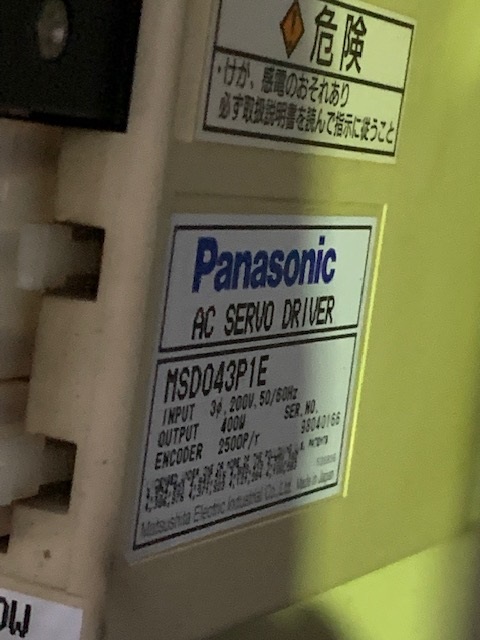 危険
・けが、感電のおそれあり
必ず取扱説明書を読んで指示に従うこと
Panasonic
AC SERVO DRIVER
MSD043P1E
INPUT 3ϕ, 200V, 50/60Hz
OUTPUT 400W SER.NO.
ENCODER 2500P/r 98040166
Matsushita Electric Industrial Co., Ltd. Made in Japan
OW